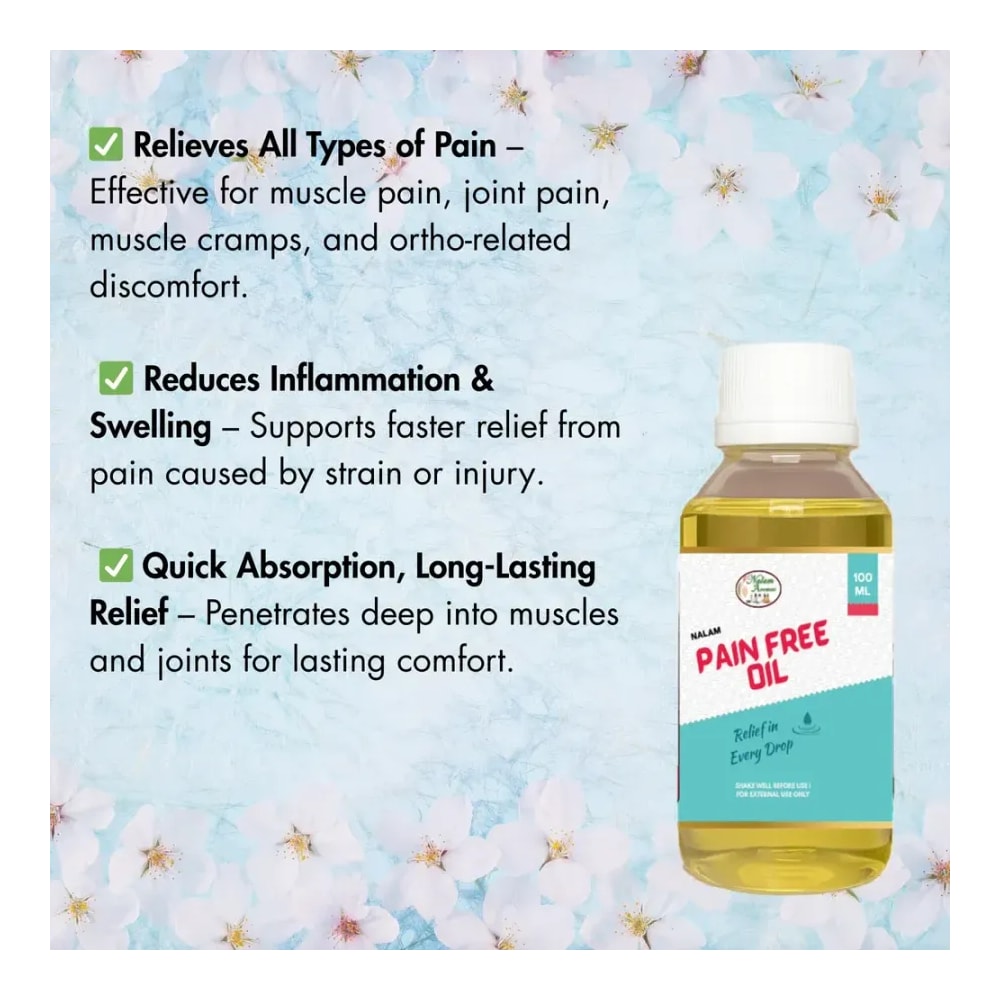 ✅ Relieves All Types of Pain –
Effective for muscle pain, joint pain,
muscle cramps, and ortho-related
discomfort.
✅ Reduces Inflammation &
Swelling – Supports faster relief from
pain caused by strain or injury.
✅ Quick Absorption, Long-Lasting
Relief – Penetrates deep into muscles
and joints for lasting comfort.
Nalam
100
ML
NALAM
PAIN FREE
OIL
Relief in
Every Drop
SHAKE WELL BEFORE USE !
FOR EXTERNAL USE ONLY